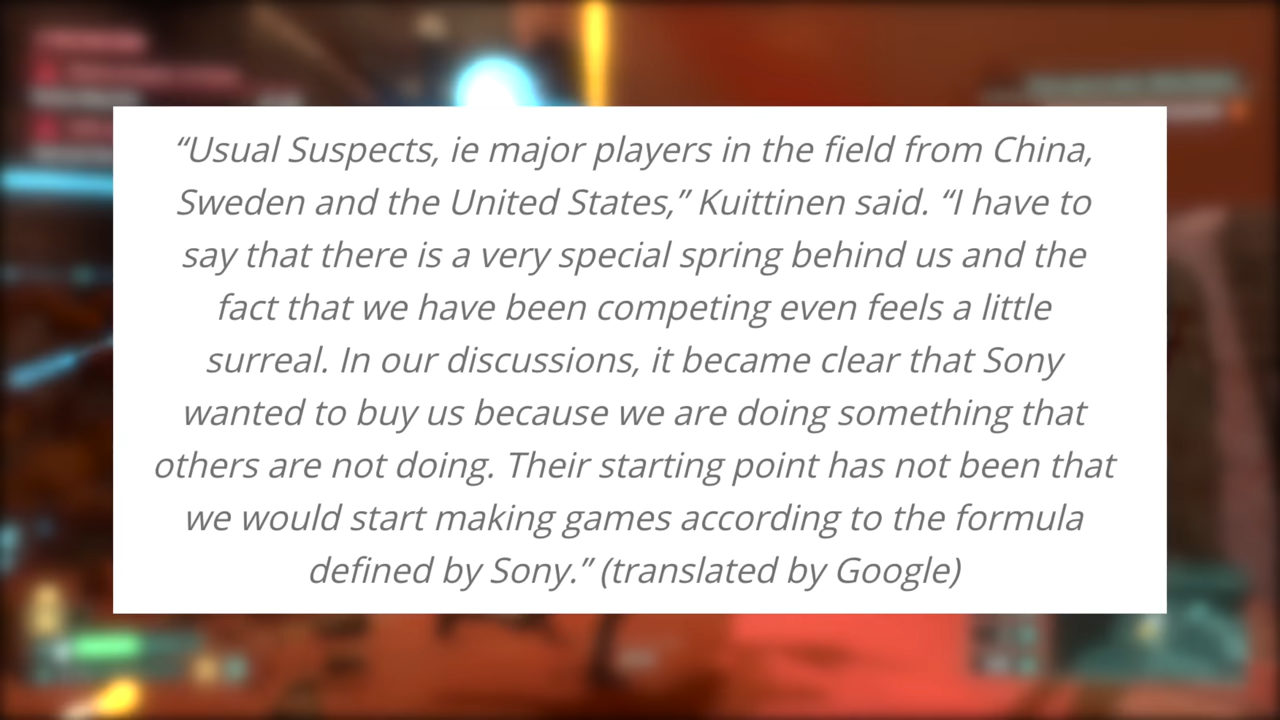 “Usual Suspects, ie major players in the field from China,
Sweden and the United States,” Kuittinen said. “I have to
say that there is a very special spring behind us and the
fact that we have been competing even feels a little
surreal. In our discussions, it became clear that Sony
wanted to buy us because we are doing something that
others are not doing. Their starting point has not been that
we would start making games according to the formula
defined by Sony.” (translated by Google)